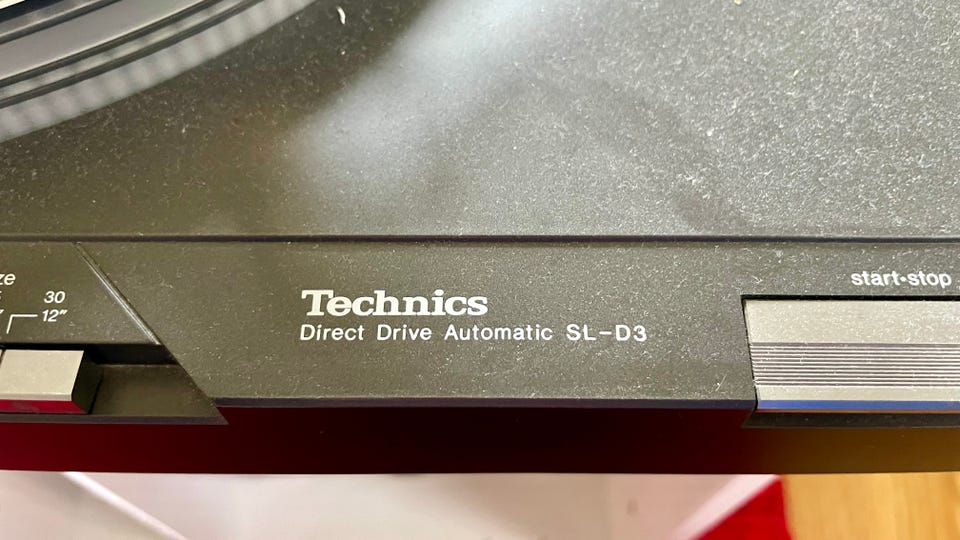 Technics
Direct Drive Automatic SL-D3
start•stop
30
12"